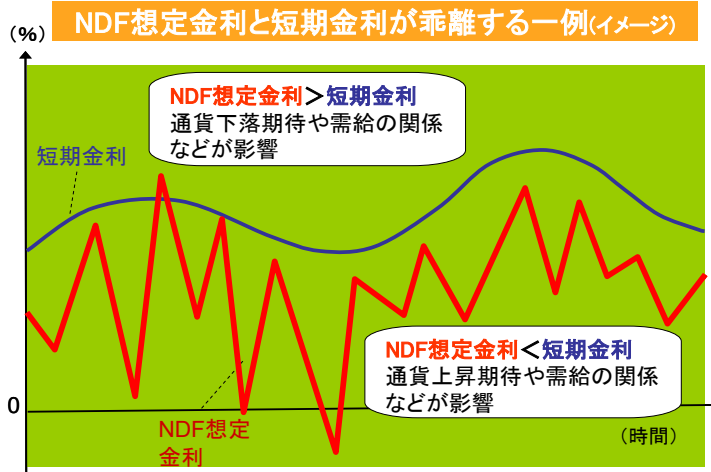 NDF想定金利と短期金利が乖離する一例(イメージ)
(%)
NDF想定金利＞短期金利
通貨下落期待や需給の関係
などが影響
短期金利
NDF想定金利＜短期金利
通貨上昇期待や需給の関係
などが影響
0
NDF想定
金利
(時間)